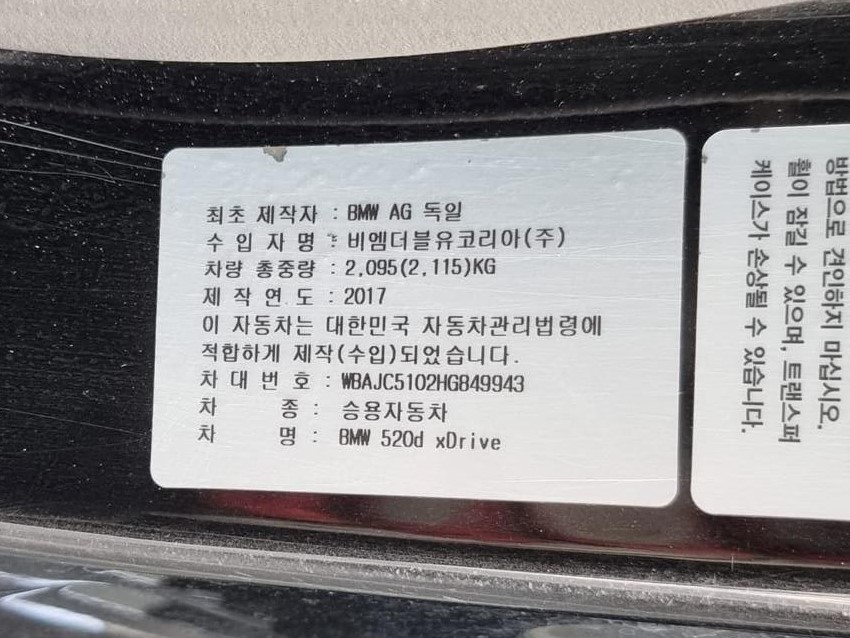 최초 제작자 : BMW AG 독일
수 입 자 명 : 비엠더블유코리아(주)
차량 총중량 : 2,095(2,115)KG
제 작 연 도 : 2017
이 자동차는 대한민국 자동차관리법령에
적합하게 제작(수입)되었습니다.
차 대 번 호 : WBAJC5102HG849943
차 종 : 승용자동차
차 명 : BMW 520d xDrive
방법으로 견인하지 마십시오.
휠이 잠길 수 있으며, 트랜스퍼
케이스가 손상될 수 있습니다.